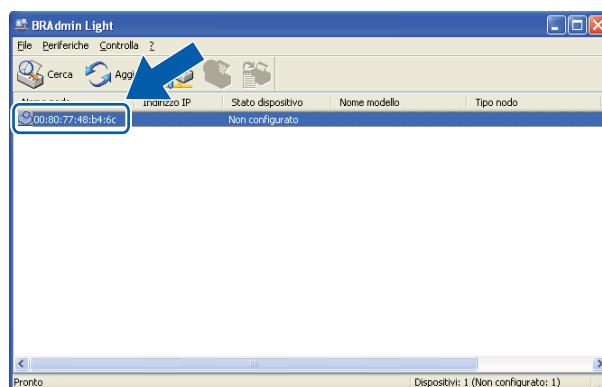 BRAdmin Light
File Periferiche Controlla ?
Cerca
Indirizzo IP Stato dispositivo Nome modello Tipo nodo
00:80:77:48:b4:6c Non configurato
Pronto Dispositivi: 1 (Non configurato: 1)